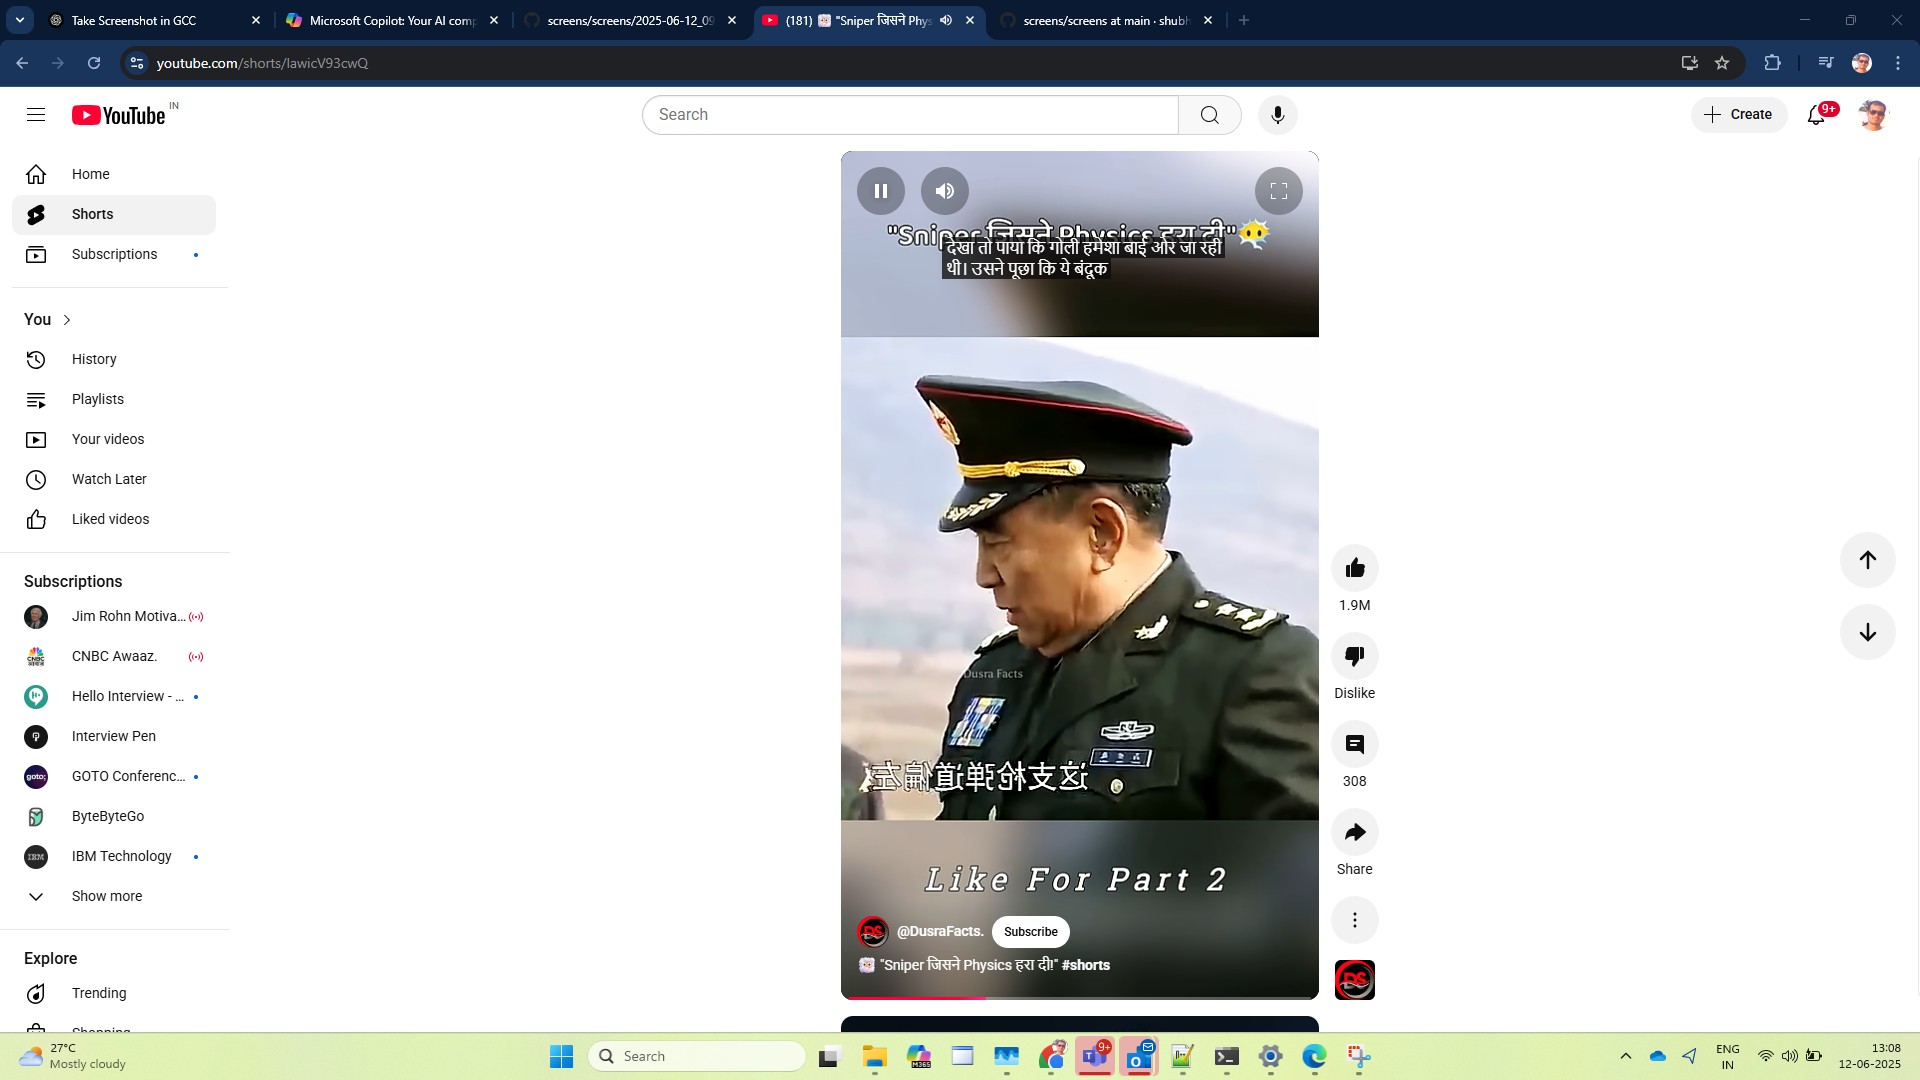 Take Screenshot in GCC
Microsoft Copilot: Your AI comp
screens/screens/2025-06-12_09
(181) "Sniper जिसने Phys
screens/screens at main · shubh
youtube.com/shorts/lawicV93cwQ
YouTube IN
Search
Create
9+
Home
Shorts
Subscriptions
You
History
Playlists
Your videos
Watch Later
Liked videos
Subscriptions
Jim Rohn Motiva...
CNBC Awaaz.
Hello Interview - ...
Interview Pen
GOTO Conferenc...
ByteByteGo
IBM Technology
Show more
Explore
Trending
Shopping
"Sniper जिसने Physics हरा दी"
देखा तो पाया कि गोली हमेशा बाईं ओर जा रही
थी। उसने पूछा कि ये बंदूक
Dusra Facts
这支枪弹道偏左
Like For Part 2
@DusraFacts.
Subscribe
"Sniper जिसने Physics हरा दी!" #shorts
1.9M
Dislike
308
Share
27°C
Mostly cloudy
Search
9+
ENG
IN
13:08
12-06-2025